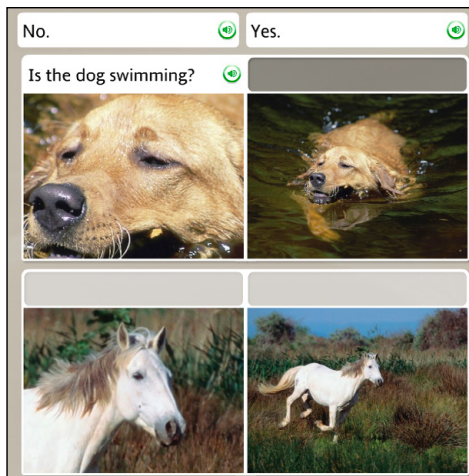 No.
Yes.
Is the dog swimming?